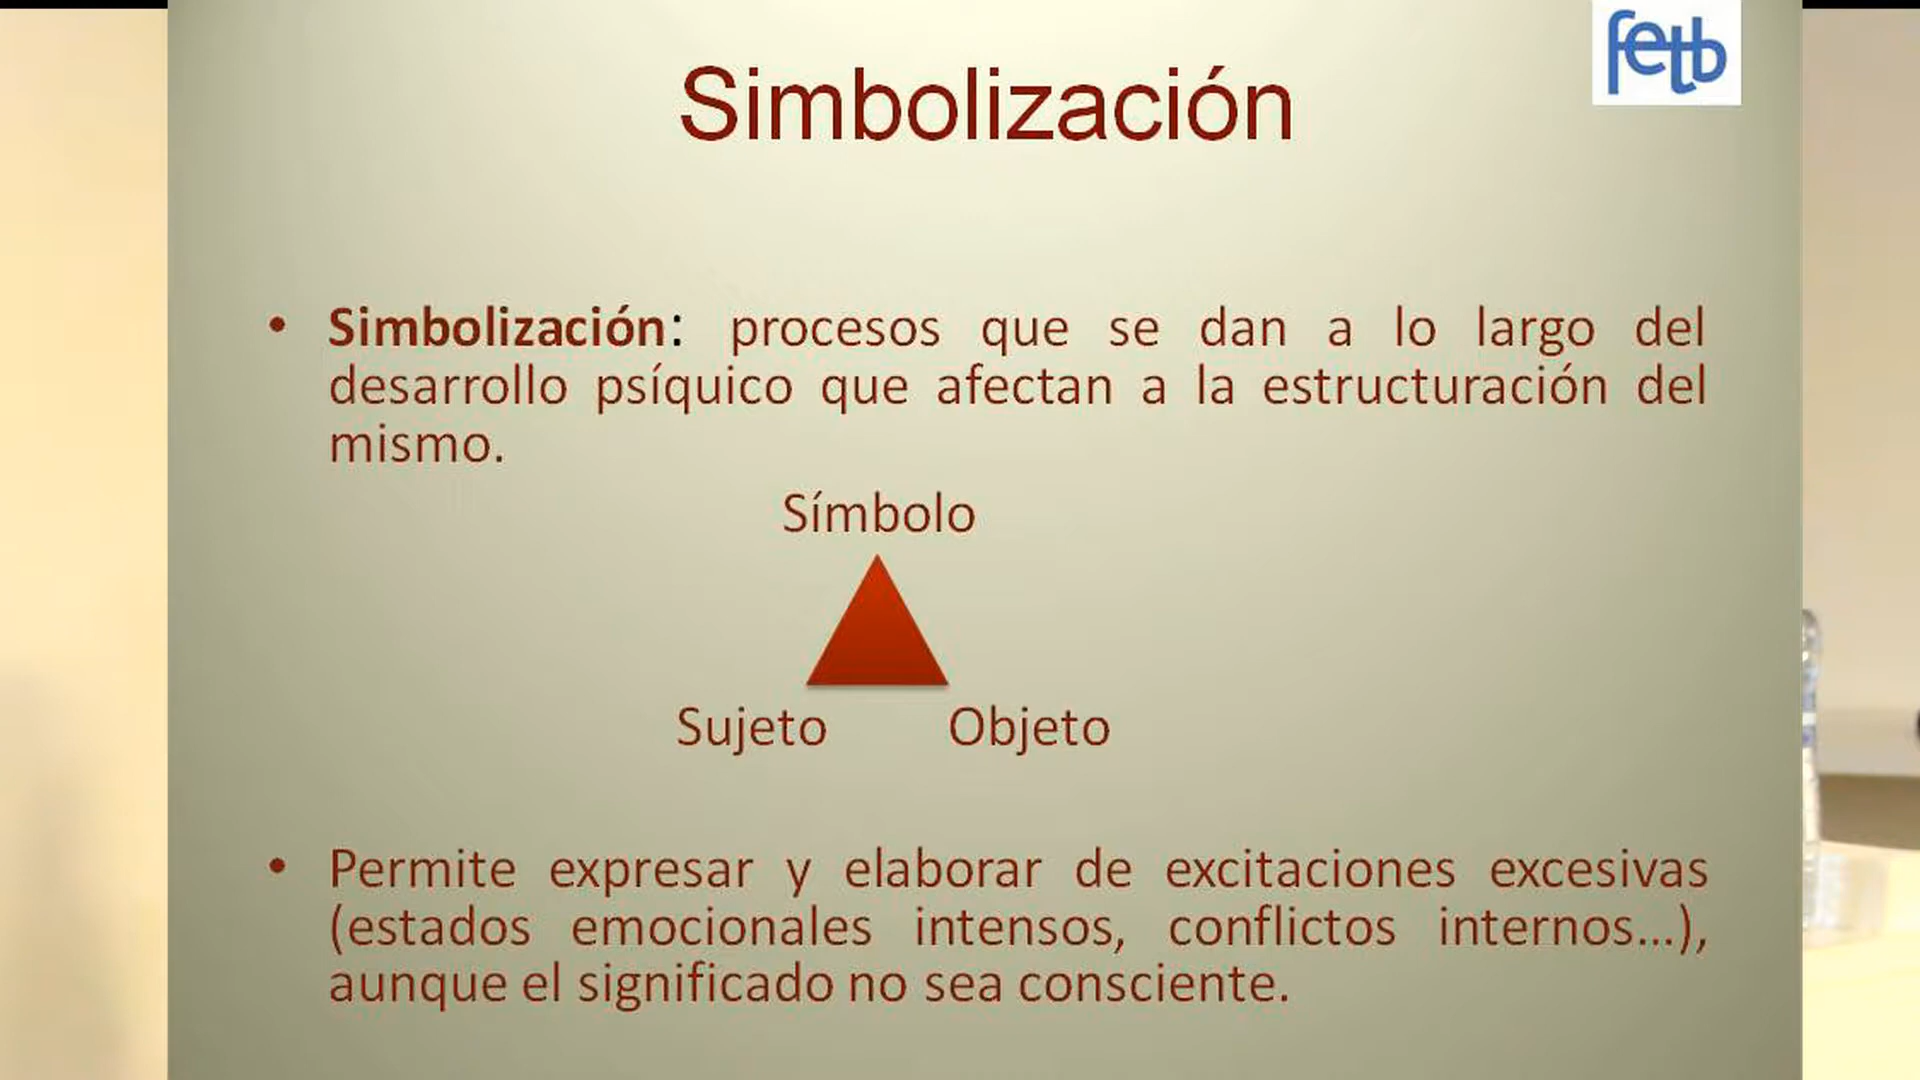 fetb
Simbolización
• Simbolización: procesos que se dan a lo largo del
desarrollo psíquico que afectan a la estructuración del
mismo.
Símbolo
Sujeto Objeto
• Permite expresar y elaborar de excitaciones excesivas
(estados emocionales intensos, conflictos internos...),
aunque el significado no sea consciente.